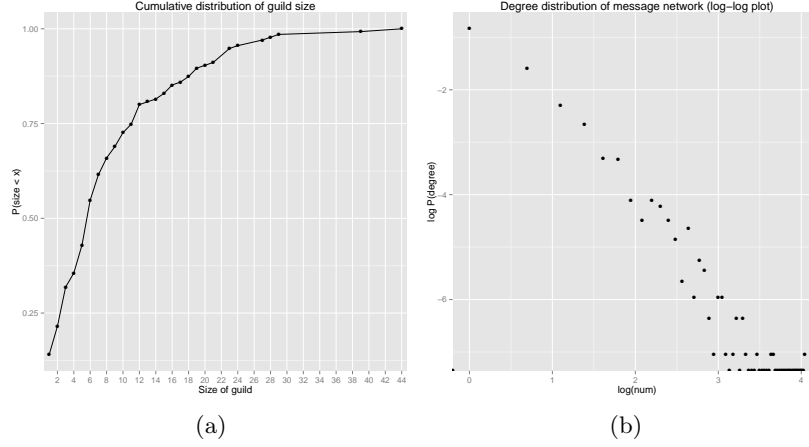 Cumulative distribution of guild size
1.00
0.75
0.50
0.25
P(size < x)
2 4 6 8 10 12 14 16 18 20 22 24 26 28 30 32 34 36 38 40 42 44
Size of guild
(a)
Degree distribution of message network (log−log plot)
−2
−4
−6
log P(degree)
0 1 2 3 4
log(num)
(b)